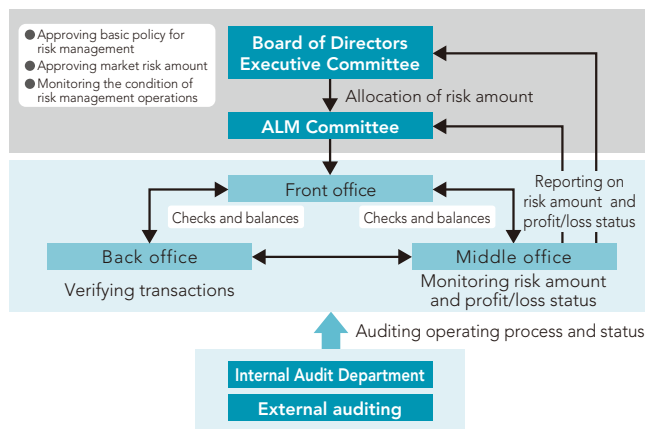 ● Approving basic policy for
risk management
● Approving market risk amount
● Monitoring the condition of
risk management operations
Board of Directors
Executive Committee
Allocation of risk amount
ALM Committee
Front office
Reporting on
risk amount and
profit/loss status
Checks and balances
Checks and balances
Back office
Middle office
Verifying transactions
Monitoring risk amount
and profit/loss status
Auditing operating process and status
Internal Audit Department
External auditing